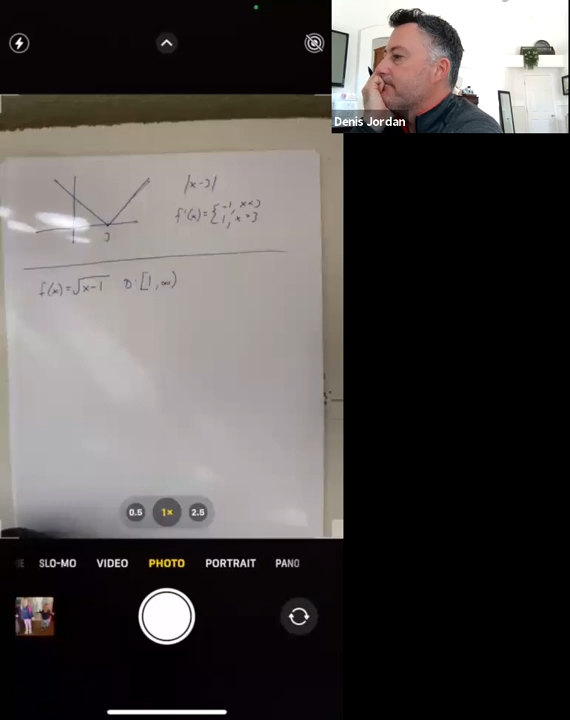 Denis Jordan
|x-3|
f'(x) = { -1, x<3
1, x>3
3
f(x) = √x-1 D: [1, ∞)
0.5 1× 2.5
SLO-MO VIDEO PHOTO PORTRAIT PANO